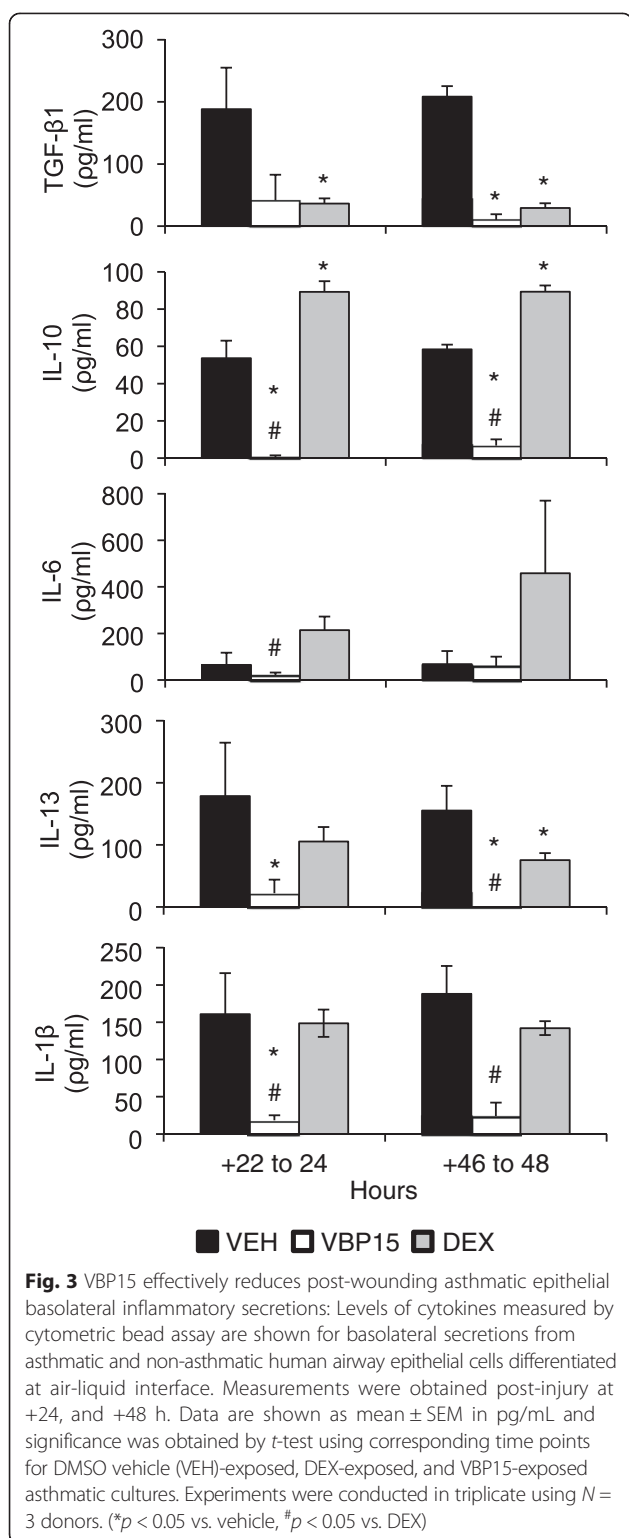 300
200
100
0
TGF-β1
(ρg/ml)
*
*
*
100
80
60
40
20
0
IL-10
(ρg/ml)
*
#
*
*
#
*
800
600
400
200
0
IL-6
(ρg/ml)
#
300
200
100
0
IL-13
(ρg/ml)
*
*
#
*
250
200
150
100
50
0
IL-1β
(ρg/ml)
*
#
#
+22 to 24
+46 to 48
Hours
VEH VBP15 DEX
Fig. 3 VBP15 effectively reduces post-wounding asthmatic epithelial
basolateral inflammatory secretions: Levels of cytokines measured by
cytometric bead assay are shown for basolateral secretions from
asthmatic and non-asthmatic human airway epithelial cells differentiated
at air-liquid interface. Measurements were obtained post-injury at
+24, and +48 h. Data are shown as mean ± SEM in pg/mL and
significance was obtained by t-test using corresponding time points
for DMSO vehicle (VEH)-exposed, DEX-exposed, and VBP15-exposed
asthmatic cultures. Experiments were conducted in triplicate using N =
3 donors. (*p < 0.05 vs. vehicle, #p < 0.05 vs. DEX)